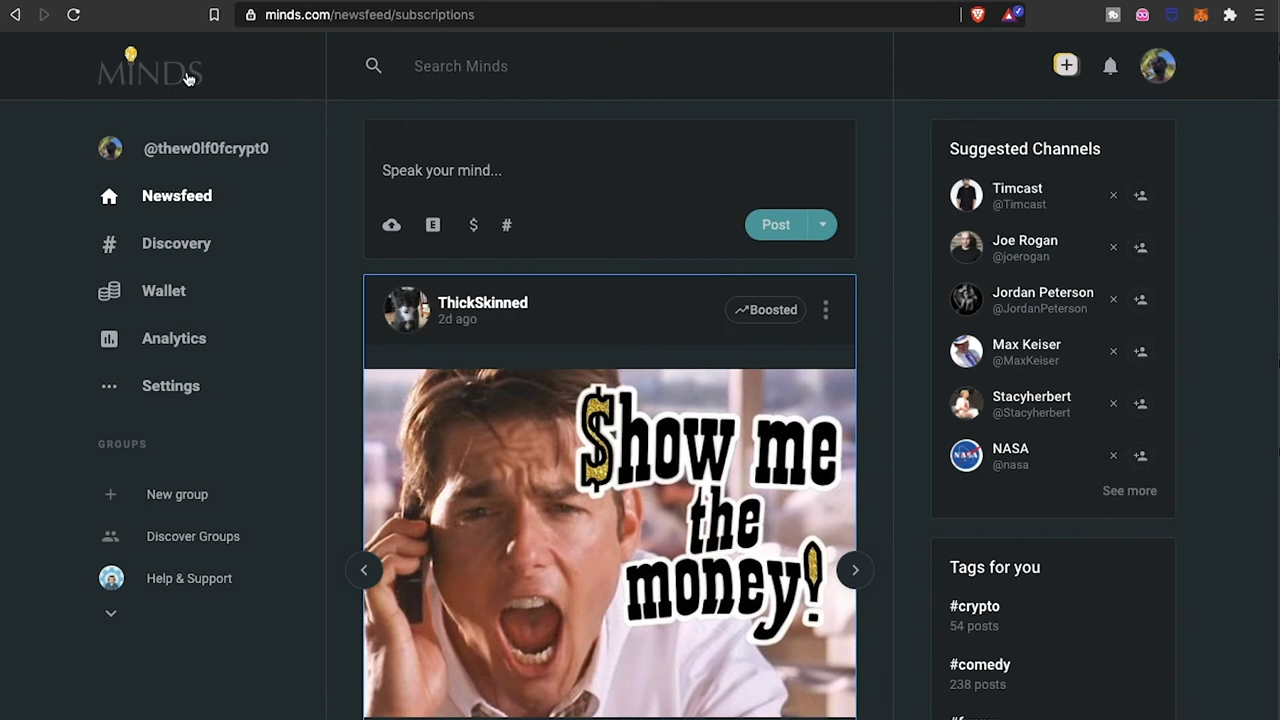 minds.com/newsfeed/subscriptions
MINDS
Search Minds
@thew0lf0fcrypt0
Newsfeed
Discovery
Wallet
Analytics
Settings
GROUPS
New group
Discover Groups
Help & Support
Speak your mind...
E
$
#
Post
ThickSkinned
2d ago
Boosted
$how me
the
money!
Suggested Channels
Timcast
@Timcast
Joe Rogan
@joerogan
Jordan Peterson
@JordanPeterson
Max Keiser
@MaxKeiser
Stacyherbert
@Stacyherbert
NASA
NASA
@nasa
See more
Tags for you
#crypto
54 posts
#comedy
238 posts